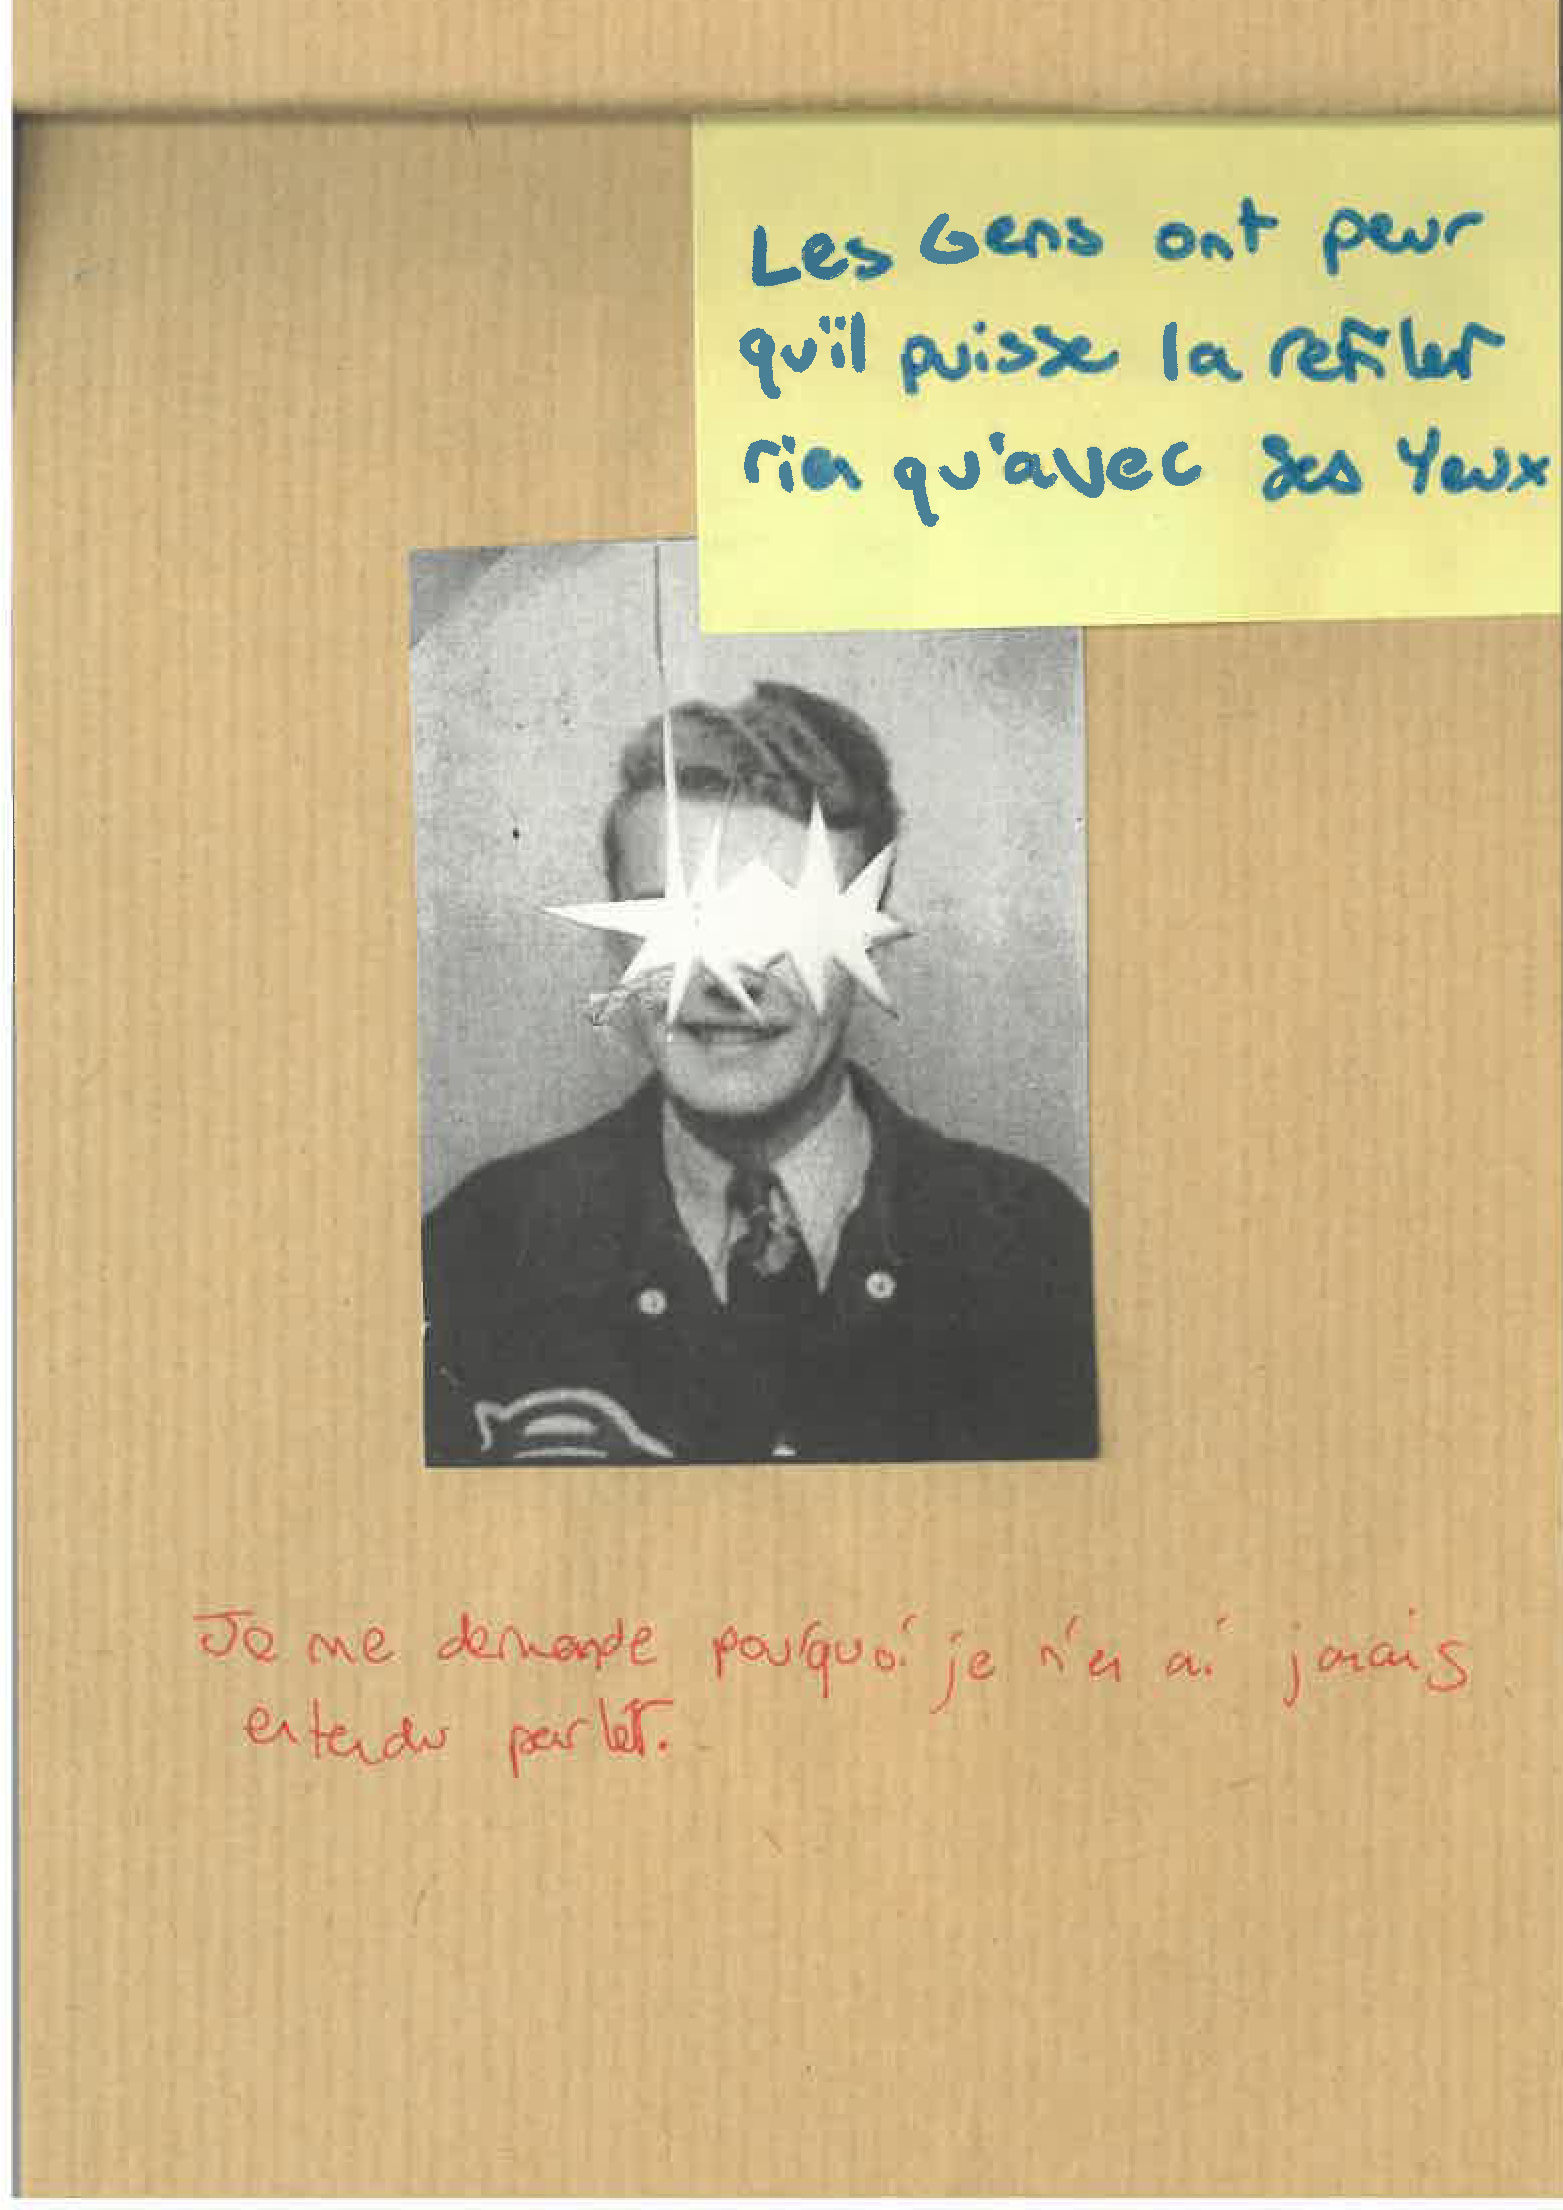 Les Gens ont peur
qu'il puisse la refiler
rien qu'avec ses Yeux
Je me demande pourquoi je n'en ai jamais
entendu parler.